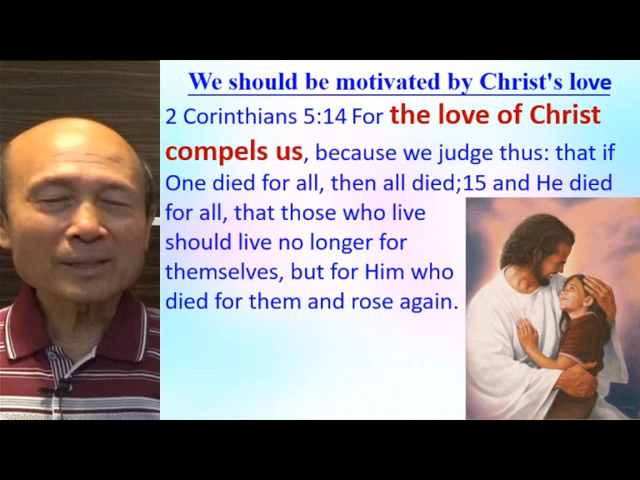 We should be motivated by Christ's love
2 Corinthians 5:14 For the love of Christ
compels us, because we judge thus: that if
One died for all, then all died;15 and He died
for all, that those who live
should live no longer for
themselves, but for Him who
died for them and rose again.